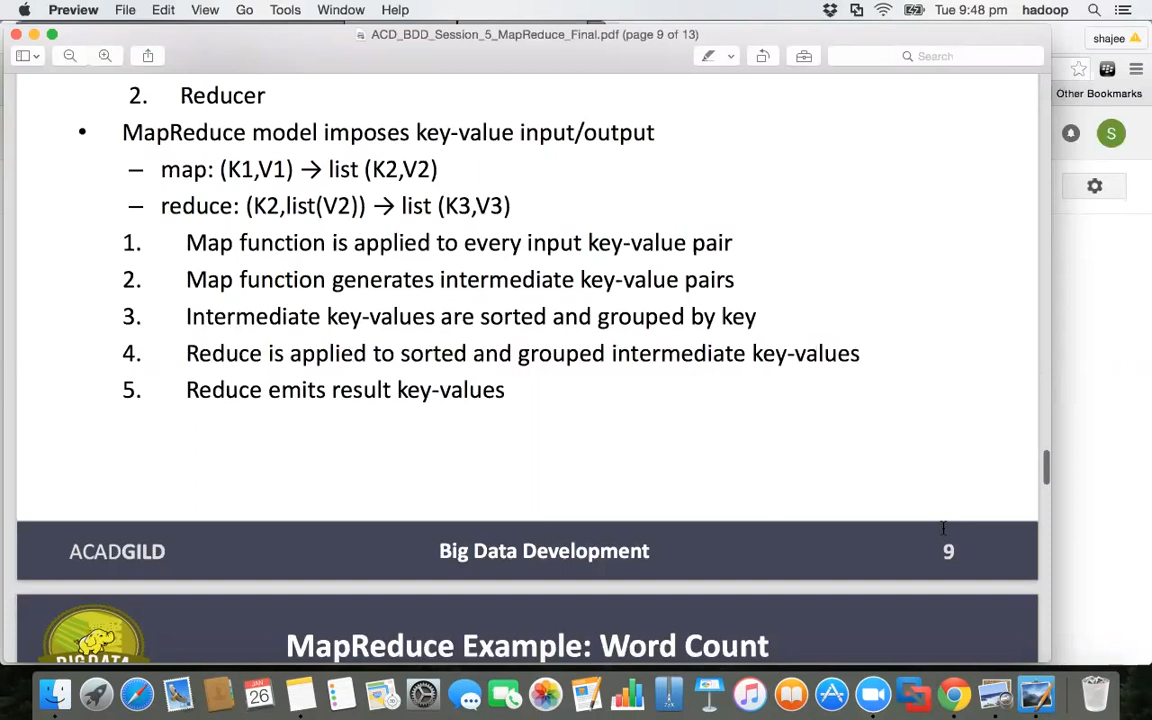 Preview File Edit View Go Tools Window Help Tue 9:48 pm hadoop
ACD_BDD_Session_5_MapReduce_Final.pdf (page 9 of 13)
shajee
Search
Other Bookmarks
S
2. Reducer
• MapReduce model imposes key-value input/output
– map: (K1,V1) → list (K2,V2)
– reduce: (K2,list(V2)) → list (K3,V3)
1. Map function is applied to every input key-value pair
2. Map function generates intermediate key-value pairs
3. Intermediate key-values are sorted and grouped by key
4. Reduce is applied to sorted and grouped intermediate key-values
5. Reduce emits result key-values
ACADGILD Big Data Development 9
MapReduce Example: Word Count
BIG DATA
JAN
26